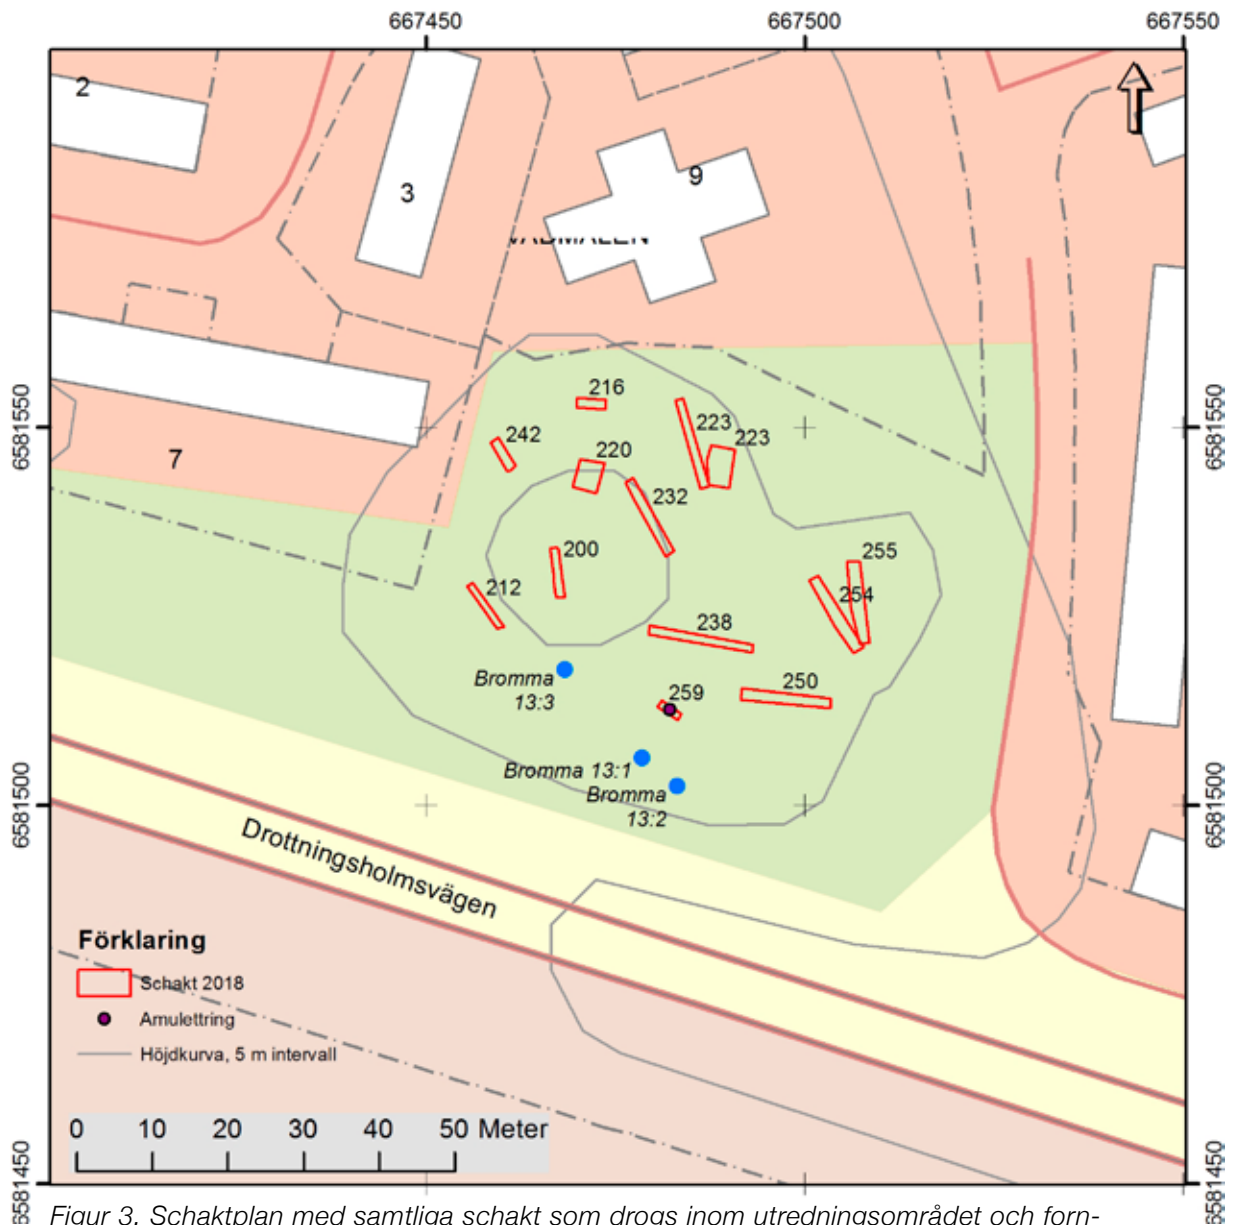 667450
667500
667550
2
3
9
216
242
220
223
223
232
200
212
255
254
238
250
259
7
Bromma
13:3
Bromma 13:1
Bromma
13:2
6581550
6581550
6581500
6581500
6581450
6581450
Drottningsholmsvägen
Förklaring
Schakt 2018
Amulettring
Höjdkurva, 5 m intervall
0 10 20 30 40 50 Meter
Figur 3. Schaktplan med samtliga schakt som drogs inom utredningsområdet och forn-